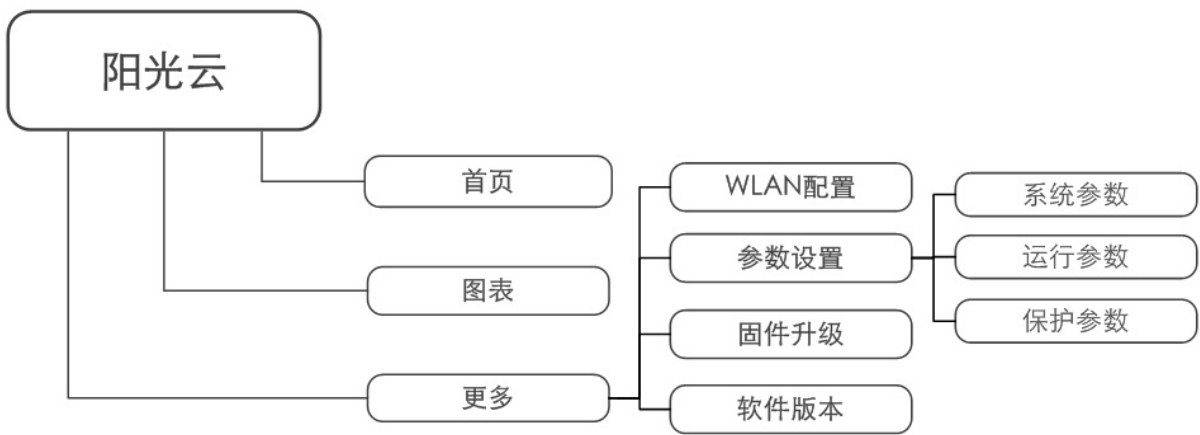 阳光云
首页
图表
更多
WLAN配置
参数设置
固件升级
软件版本
系统参数
运行参数
保护参数